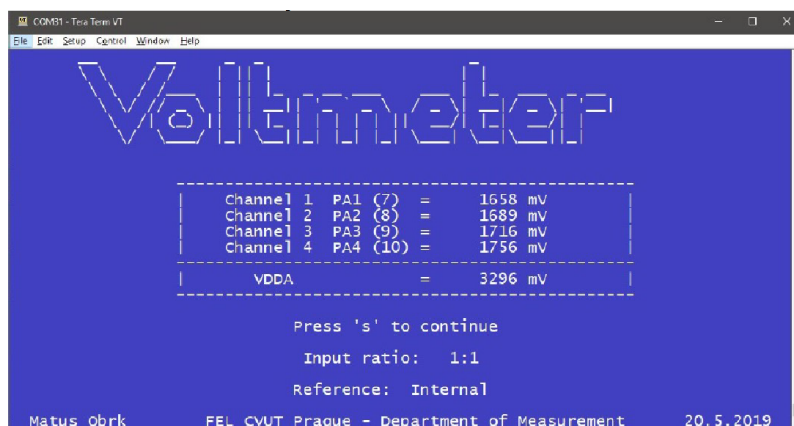 COM31 - Tera Term VT
File Edit Setup Control Window Help
Voltmeter
Channel 1 PA1 (7) = 1658 mV
Channel 2 PA2 (8) = 1689 mV
Channel 3 PA3 (9) = 1716 mV
Channel 4 PA4 (10) = 1756 mV
VDDA = 3296 mV
Press 's' to continue
Input ratio: 1:1
Reference: Internal
Matus Obrk FEL CVUT Prague - Department of Measurement 20.5.2019